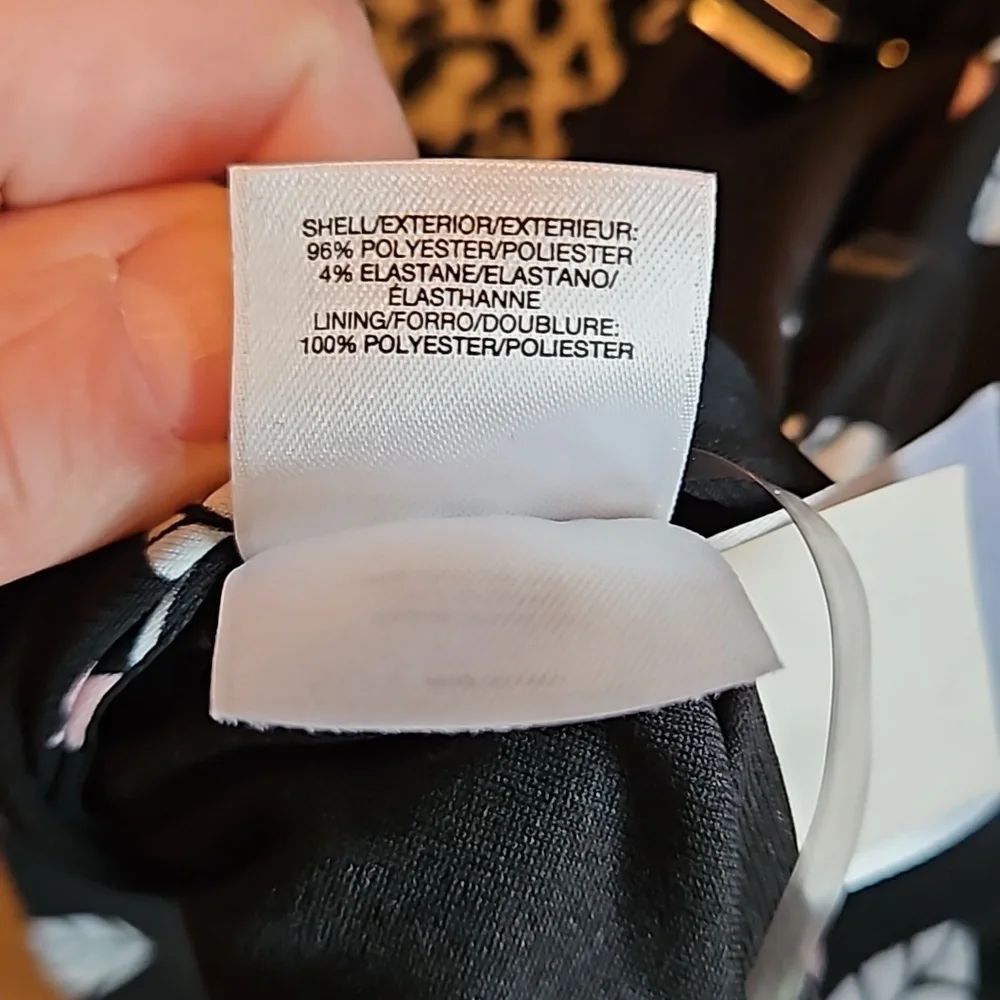 SHELL/EXTERIOR/EXTERIEUR:
96% POLYESTER/POLIESTER
4% ELASTANE/ELASTANO/
ÉLASTHANNE
LINING/FORRO/DOUBLURE:
100% POLYESTER/POLIESTER